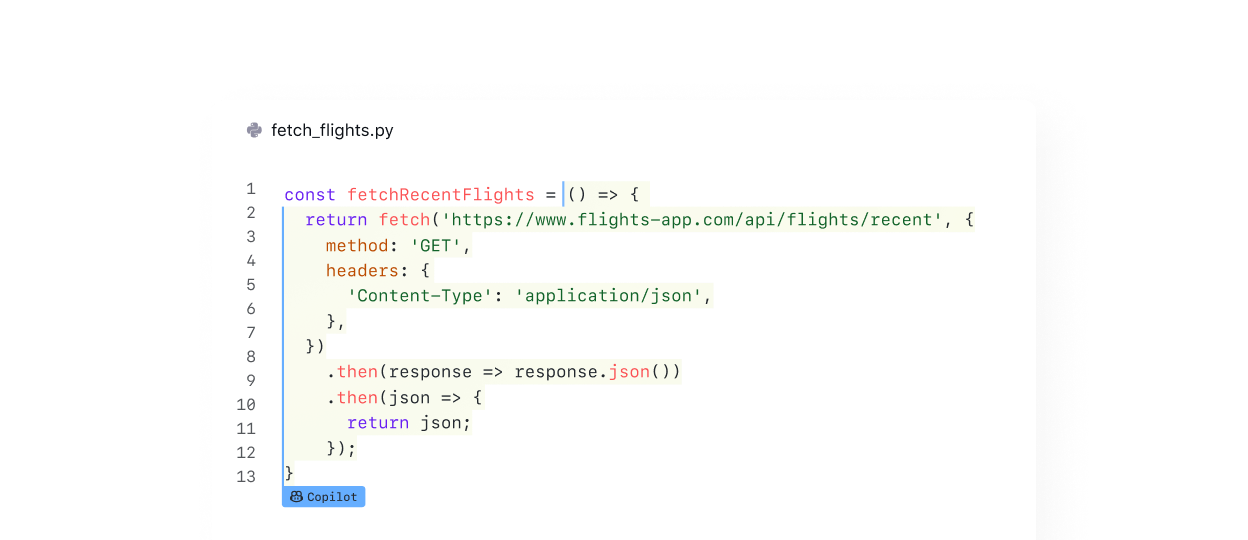 fetch_flights.py
1 const fetchRecentFlights = () => {
2   return fetch('https://www.flights-app.com/api/flights/recent', {
3     method: 'GET',
4     headers: {
5       'Content-Type': 'application/json',
6     },
7   })
8     .then(response => response.json())
9     .then(json => {
10       return json;
11     });
12 }
13
Copilot